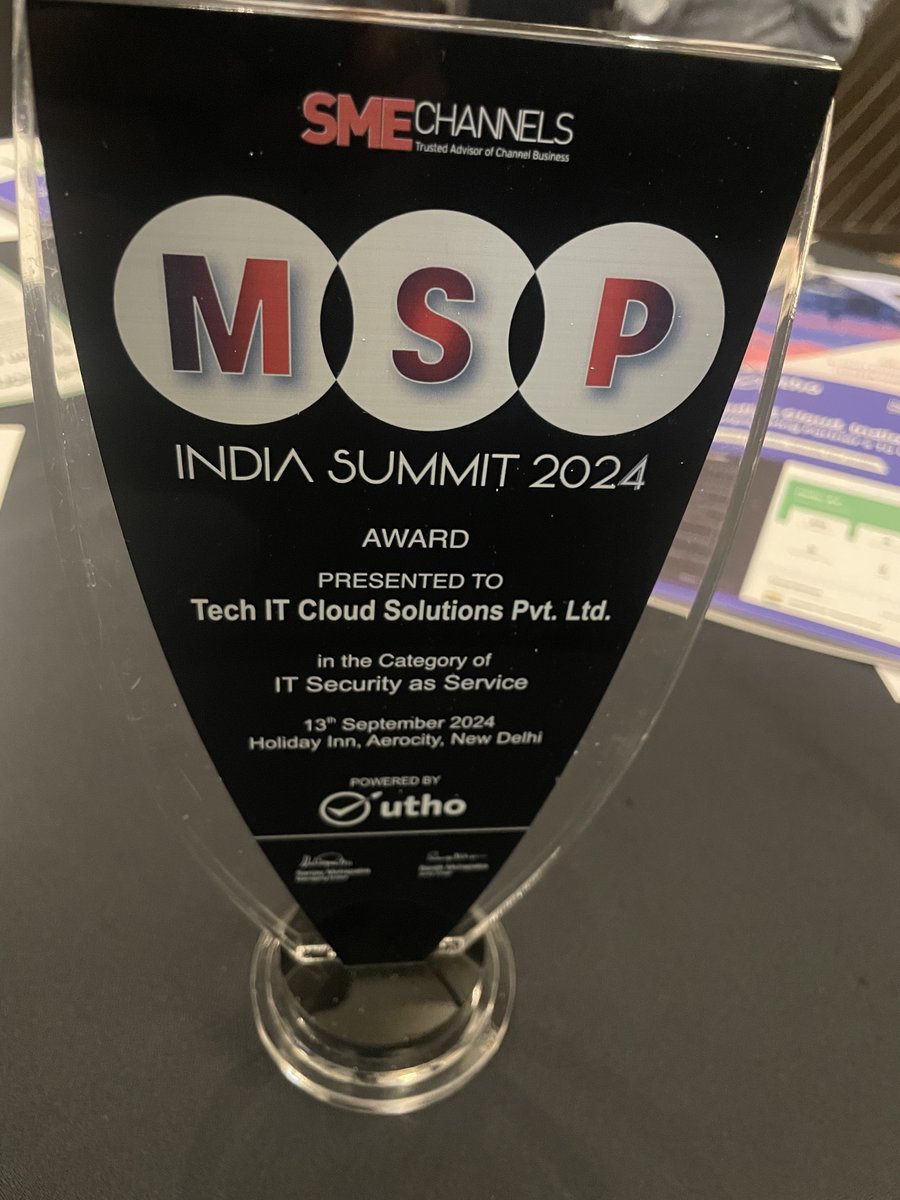 SMECHANNELS
Trusted Advisor of Channel Business
MSP
INDIA SUMMIT 2024
AWARD
PRESENTED TO
Tech IT Cloud Solutions Pvt. Ltd.
in the Category of
IT Security as Service
13th September 2024
Holiday Inn, Aerocity, New Delhi
POWERED BY
utho